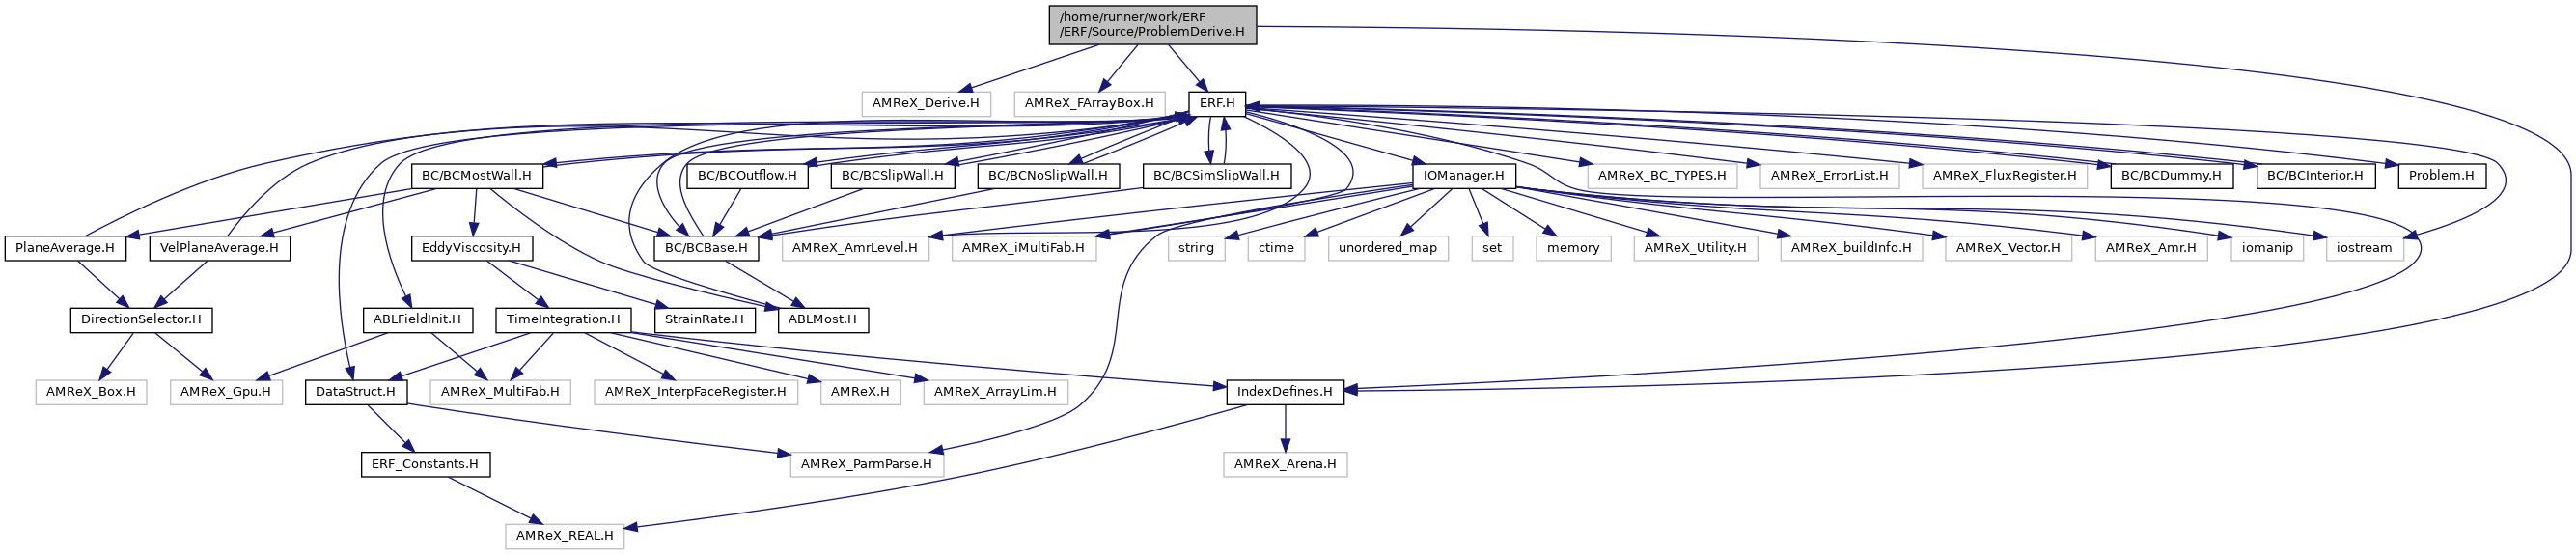 /home/runner/work/ERF
/ERF/Source/ProblemDerive.H
AMReX_Derive.H
AMReX_FArrayBox.H
ERF.H
BC/BCMostWall.H
BC/BCOutflow.H
BC/BCSlipWall.H
BC/BCNoSlipWall.H
BC/BCSimSlipWall.H
IOManager.H
AMReX_BC_TYPES.H
AMReX_ErrorList.H
AMReX_FluxRegister.H
BC/BCDummy.H
BC/BCInterior.H
Problem.H
PlaneAverage.H
VelPlaneAverage.H
EddyViscosity.H
BC/BCBase.H
AMReX_AmrLevel.H
AMReX_iMultiFab.H
string
ctime
unordered_map
set
memory
AMReX_Utility.H
AMReX_buildInfo.H
AMReX_Vector.H
AMReX_Amr.H
iomanip
iostream
DirectionSelector.H
ABLFieldInit.H
TimeIntegration.H
StrainRate.H
ABLMost.H
AMReX_Box.H
AMReX_Gpu.H
DataStruct.H
AMReX_MultiFab.H
AMReX_InterpFaceRegister.H
AMReX.H
AMReX_ArrayLim.H
IndexDefines.H
ERF_Constants.H
AMReX_ParmParse.H
AMReX_Arena.H
AMReX_REAL.H